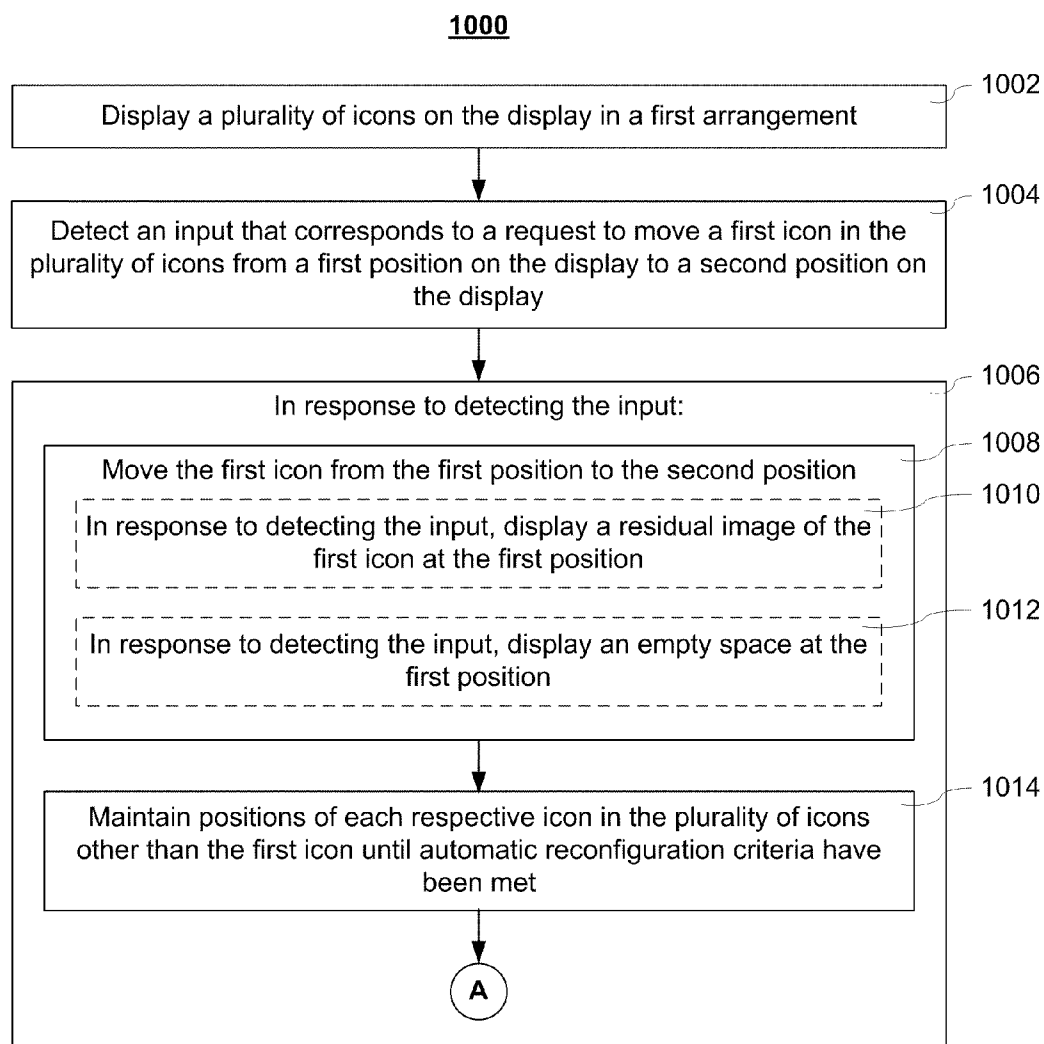 1000
1002
Display a plurality of icons on the display in a first arrangement
1004
Detect an input that corresponds to a request to move a first icon in the
plurality of icons from a first position on the display to a second position on
the display
1006
In response to detecting the input:
1008
Move the first icon from the first position to the second position
1010
In response to detecting the input, display a residual image of the
first icon at the first position
1012
In response to detecting the input, display an empty space at the
first position
1014
Maintain positions of each respective icon in the plurality of icons
other than the first icon until automatic reconfiguration criteria have
been met
A